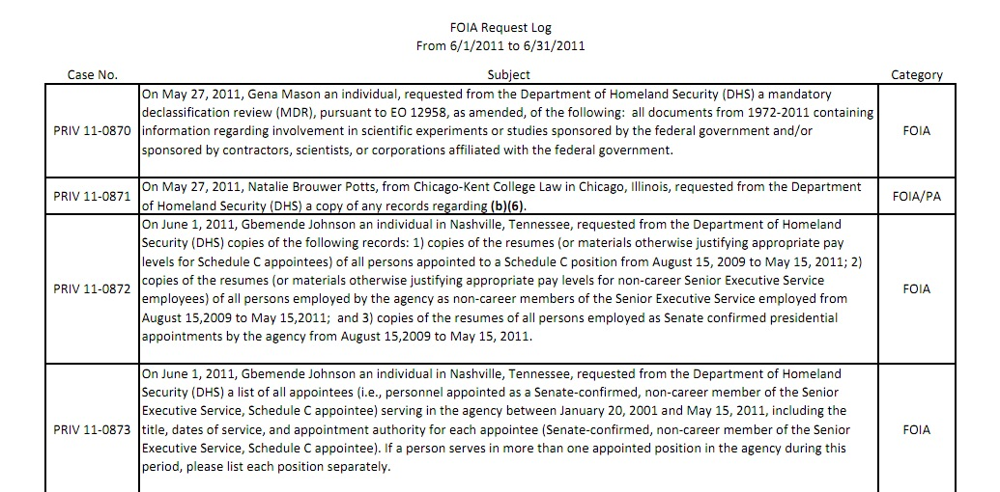 FOIA Request Log
From 6/1/2011 to 6/31/2011
Case No. Subject Category
On May 27, 2011, Gena Mason an individual, requested from the Department of Homeland Security (DHS) a mandatory
declassification review (MDR), pursuant to EO 12958, as amended, of the following:  all documents from 1972-2011 containing
PRIV 11-0870 information regarding involvement in scientific experiments or studies sponsored by the federal government and/or FOIA
sponsored by contractors, scientists, or corporations affiliated with the federal government.
On May 27, 2011, Natalie Brouwer Potts, from Chicago-Kent College Law in Chicago, Illinois, requested from the Department
PRIV 11-0871 FOIA/PA
of Homeland Security (DHS) a copy of any records regarding (b)(6).
On June 1, 2011, Gbemende Johnson an individual in Nashville, Tennessee, requested from the Department of Homeland
Security (DHS) copies of the following records: 1) copies of the resumes (or materials otherwise justifying appropriate pay
levels for Schedule C appointees) of all persons appointed to a Schedule C position from August 15, 2009 to May 15, 2011; 2)
copies of the resumes (or materials otherwise justifying appropriate pay levels for non-career Senior Executive Service
PRIV 11-0872 FOIA
employees) of all persons employed by the agency as non-career members of the Senior Executive Service employed from
August 15,2009 to May 15,2011;  and 3) copies of the resumes of all persons employed as Senate confirmed presidential
appointments by the agency from August 15,2009 to May 15, 2011.
On June 1, 2011, Gbemende Johnson an individual in Nashville, Tennessee, requested from the Department of Homeland
Security (DHS) a list of all appointees (i.e., personnel appointed as a Senate-confirmed, non-career member of the Senior
Executive Service, Schedule C appointee) serving in the agency between January 20, 2001 and May 15, 2011, including the
PRIV 11-0873 title, dates of service, and appointment authority for each appointee (Senate-confirmed, non-career member of the Senior FOIA
Executive Service, Schedule C appointee). If a person serves in more than one appointed position in the agency during this
period, please list each position separately.